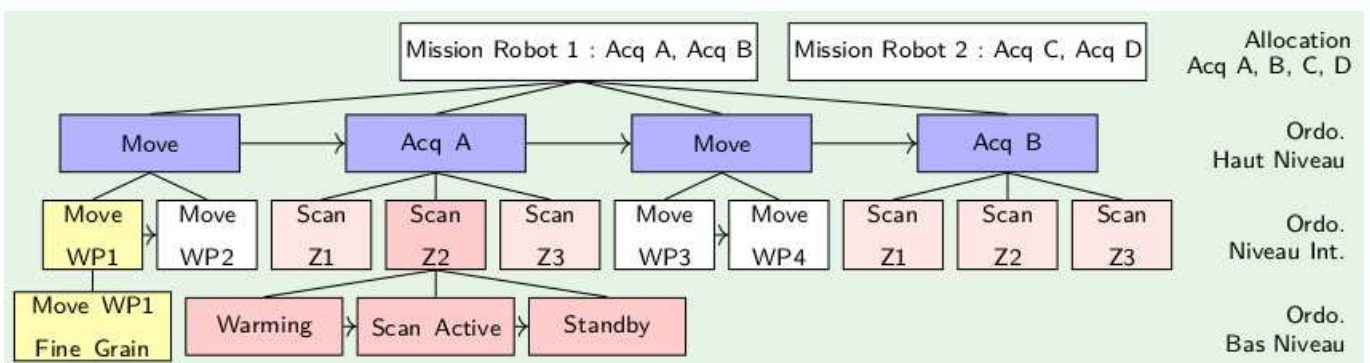 Mission Robot 1 : Acq A, Acq B
Mission Robot 2 : Acq C, Acq D
Allocation
Acq A, B, C, D
Move
Acq A
Move
Acq B
Ordo.
Haut Niveau
Move
WP1
Move
WP2
Scan
Z1
Scan
Z2
Scan
Z3
Move
WP3
Move
WP4
Scan
Z1
Scan
Z2
Scan
Z3
Ordo.
Niveau Int.
Move WP1
Fine Grain
Warming
Scan Active
Standby
Ordo.
Bas Niveau